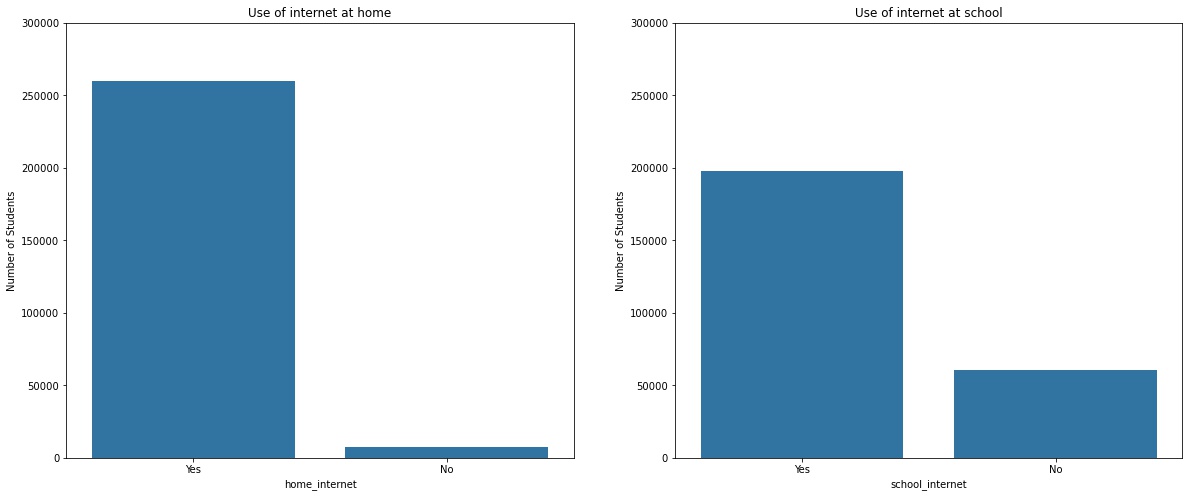 Use of internet at home
300000
250000
200000
150000
100000
50000
0
Number of Students
Yes No
home_internet
Use of internet at school
300000
250000
200000
150000
100000
50000
0
Number of Students
Yes No
school_internet